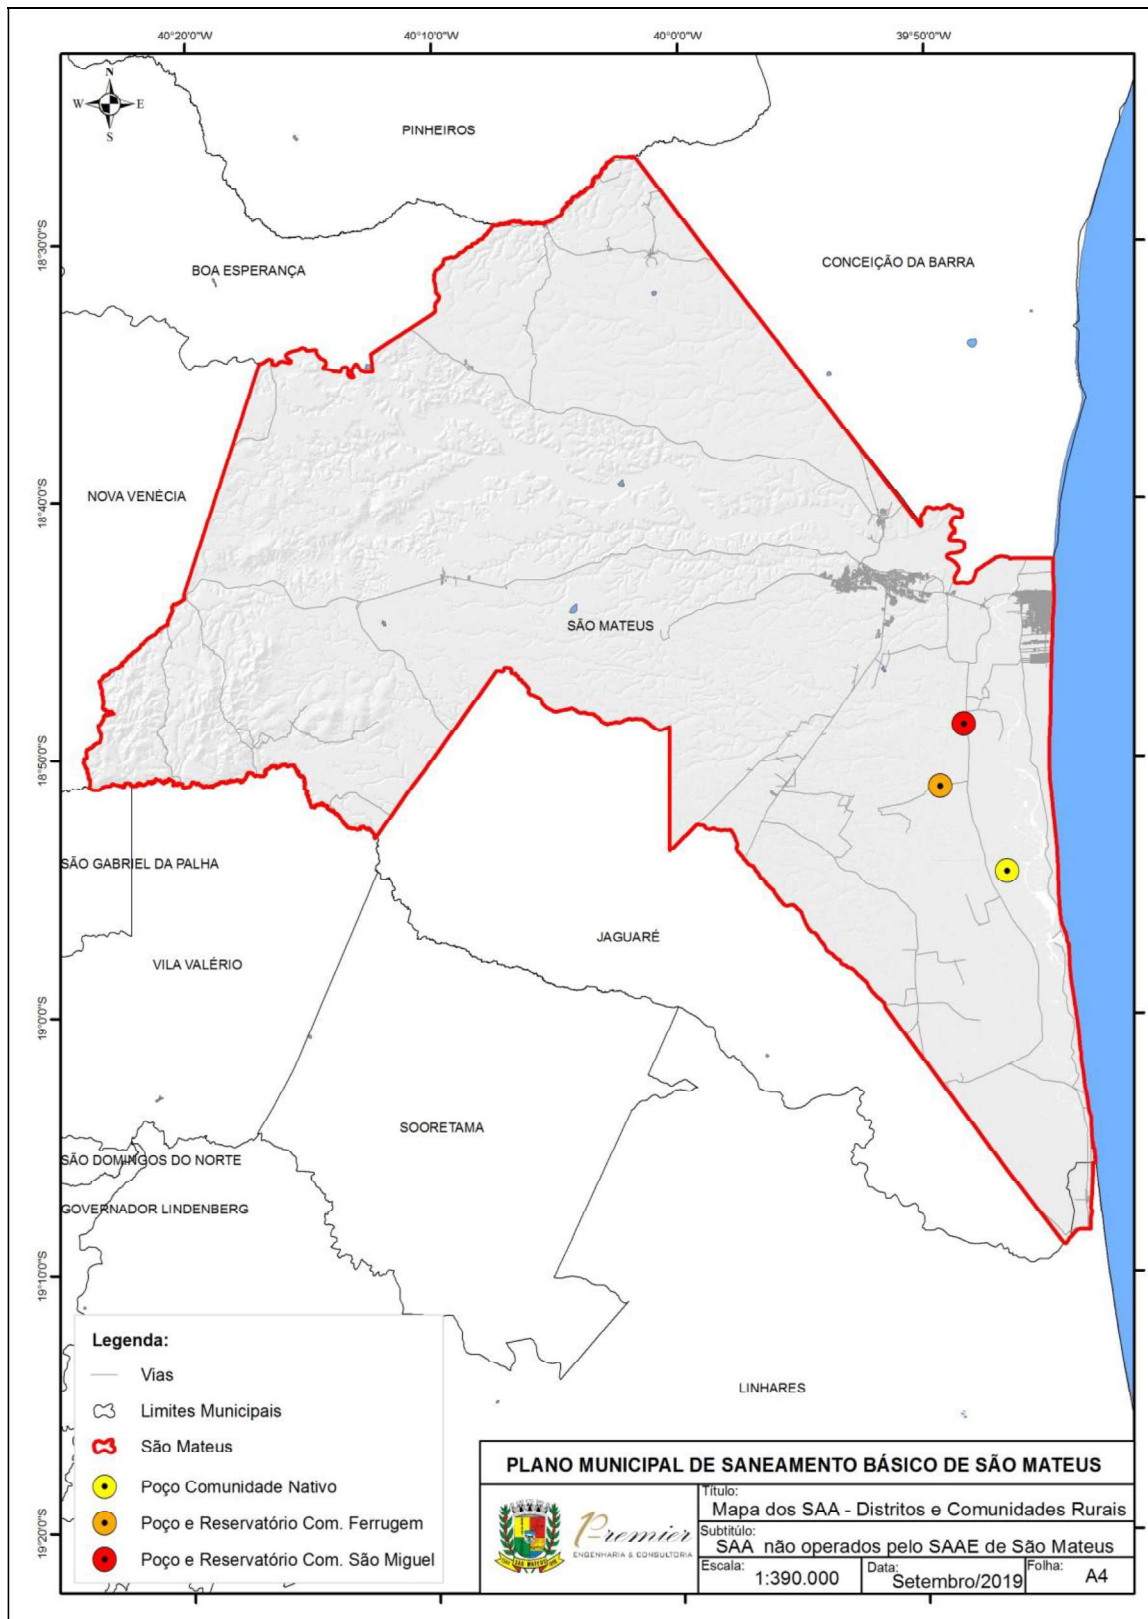 40°20'0"W 40°10'0"W 40°0'0"W 39°50'0"W
N
W E
S
PINHEIROS
18°30'0"S
BOA ESPERANÇA
CONCEIÇÃO DA BARRA
18°40'0"S
NOVA VENÉCIA
SÃO MATEUS
18°50'0"S
SÃO GABRIEL DA PALHA
JAGUARÉ
VILA VALÉRIO
19°0'0"S
SOORETAMA
SÃO DOMINGOS DO NORTE
GOVERNADOR LINDENBERG
19°10'0"S
LINHARES
19°20'0"S
Legenda:
Vias
Limites Municipais
São Mateus
Poço Comunidade Nativo
Poço e Reservatório Com. Ferrugem
Poço e Reservatório Com. São Miguel
PLANO MUNICIPAL DE SANEAMENTO BÁSICO DE SÃO MATEUS
SÃO MATEUS
Premier
ENGENHARIA & CONSULTORIA
Título:
Mapa dos SAA - Distritos e Comunidades Rurais
Subtitúlo:
SAA não operados pelo SAAE de São Mateus
Escala: 1:390.000
Data: Setembro/2019
Folha: A4